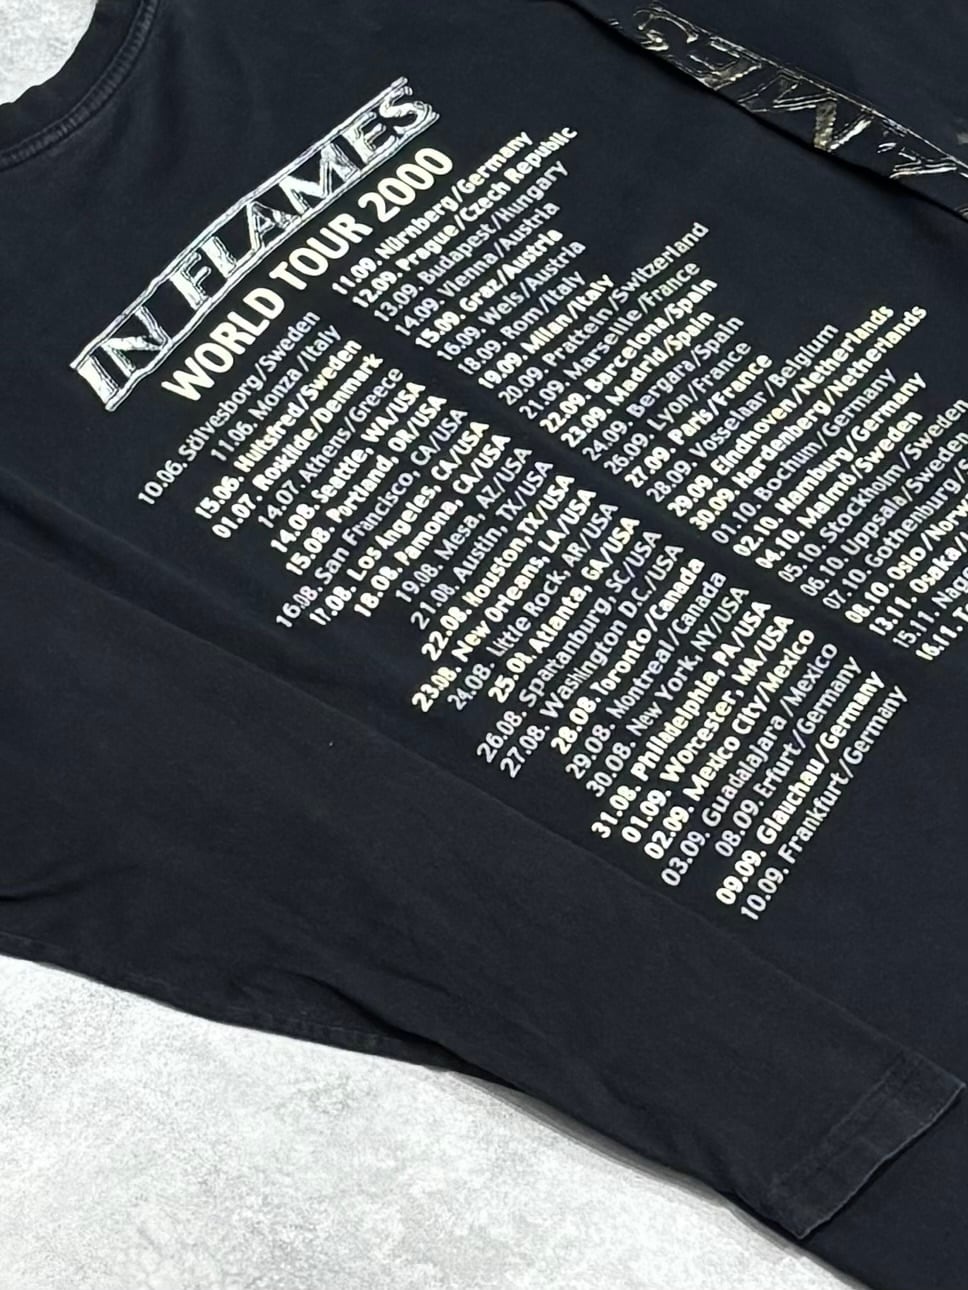 IN FLAMES
WORLD TOUR 2000
10.06. Sölvesborg/Sweden
11.06. Monza /Italy
15.06. Hultsfred/Sweden
01.07. Roskilde/Denmark
14.07. Athens/Greece
14.08. Seattle, WA/USA
15.08. Portland, OR/USA
16.08. San Francisco, CA/USA
17.08. Los Angeles, CA/USA
18.08. Pamona, CA/USA
19.08. Mesa, AZ/USA
21.08. Austin, TX/USA
22.08. Houston, TX/USA
23.08. New Orleans, LA/USA
24.08. Little Rock, AR/USA
25.08. Atlanta, GA/USA
26.08. Spantanburg, SC/USA
27.08. Washington D.C./USA
28.08 Toronto/Canada
29.08. Montreal/Canada
30.08. New York, NY/USA
31.08. Philadelphia, PA/USA
01.09. Worcester, MA/USA
02.09. Mexico City/Mexico
03.09. Guadalajara/Mexico
08.09. Erfurt/Germany
09.09. Glauchau/Germany
10.09. Frankfurt/Germany
11.09. Nürnberg/Germany
12.09. Prague/Czech Republic
13.09. Budapest/Hungary
14.09. Vienna/Austria
15.09. Graz/Austria
16.09. Wels/Austria
18.09. Rom/Italy
19.09. Milan/Italy
20.09. Pratteln/Switzerland
21.09. Marseille/France
22.09. Barcelona/Spain
23.09. Madrid/Spain
24.09. Bergara/Spain
26.09. Lyon/France
27.09. Paris/France
28.09. Vosselaar/Belgium
29.09. Eindhoven/Netherlands
30.09. Hardenberg/Netherlands
01.10. Bochum/Germany
02.10. Hamburg/Germany
04.10. Malmö/Sweden
05.10. Stockholm/Sweden
06.10. Uppsala/Sweden
07.10. Gothenburg/S
08.10. Oslo/Norw
13.11. Osaka/
15.11. Nag
16.11.